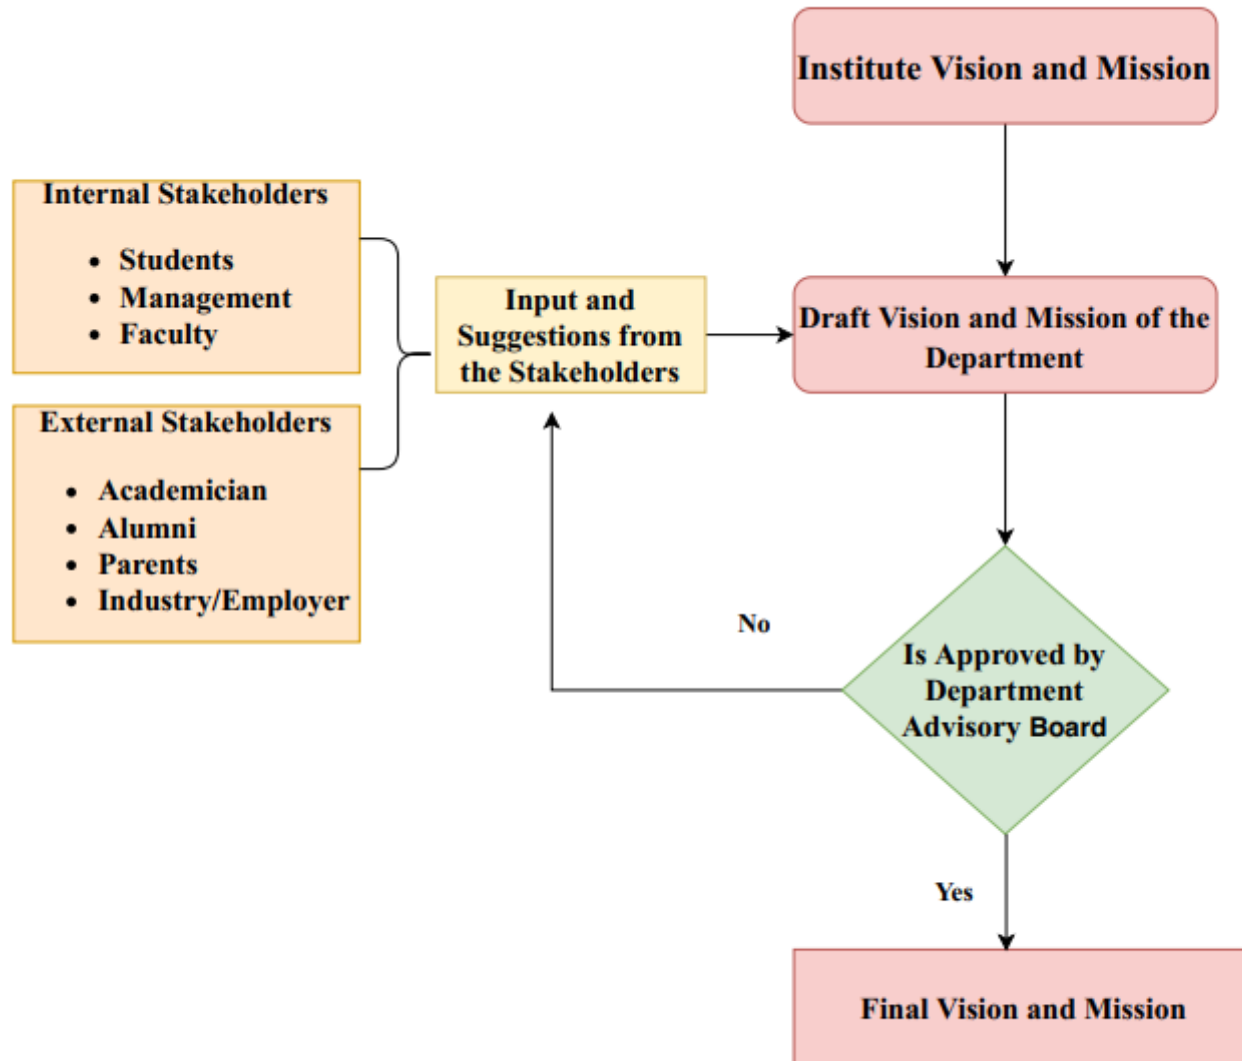 Institute Vision and Mission
Internal Stakeholders
• Students
• Management
• Faculty
External Stakeholders
• Academician
• Alumni
• Parents
• Industry/Employer
Input and
Suggestions from
the Stakeholders
Draft Vision and Mission of the
Department
No
Is Approved by
Department
Advisory Board
Yes
Final Vision and Mission